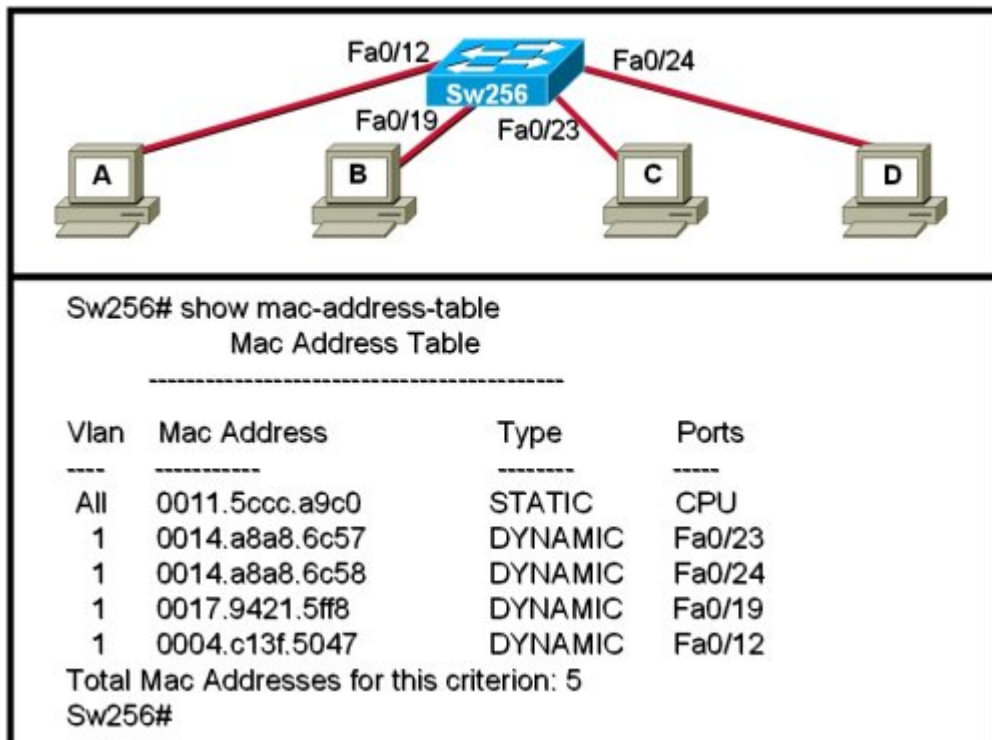 Fa0/12
Fa0/24
Sw256
Fa0/19
Fa0/23
A
B
C
D
Sw256# show mac-address-table
Mac Address Table
--------------------------------------------
Vlan Mac Address Type Ports
---- ----------- -------- -----
All 0011.5ccc.a9c0 STATIC CPU
1 0014.a8a8.6c57 DYNAMIC Fa0/23
1 0014.a8a8.6c58 DYNAMIC Fa0/24
1 0017.9421.5ff8 DYNAMIC Fa0/19
1 0004.c13f.5047 DYNAMIC Fa0/12
Total Mac Addresses for this criterion: 5
Sw256#